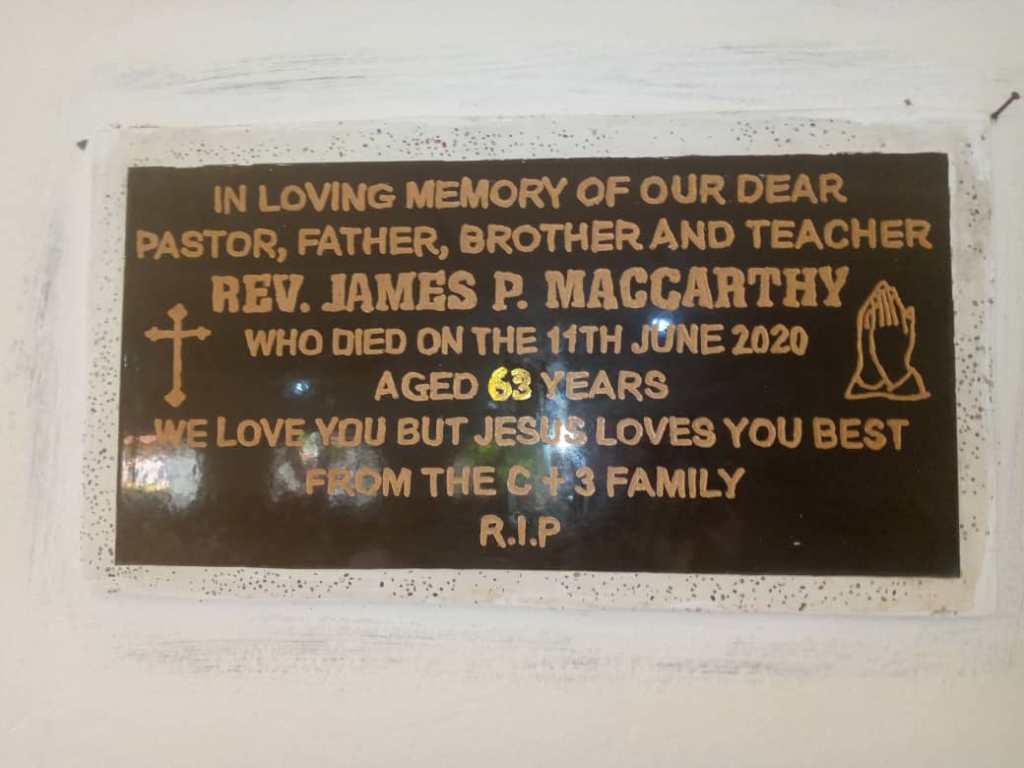 IN LOVING MEMORY OF OUR DEAR
PASTOR, FATHER, BROTHER AND TEACHER
REV. JAMES P. MACCARTHY
WHO DIED ON THE 11TH JUNE 2020
AGED 63 YEARS
WE LOVE YOU BUT JESUS LOVES YOU BEST
FROM THE C + 3 FAMILY
R.I.P